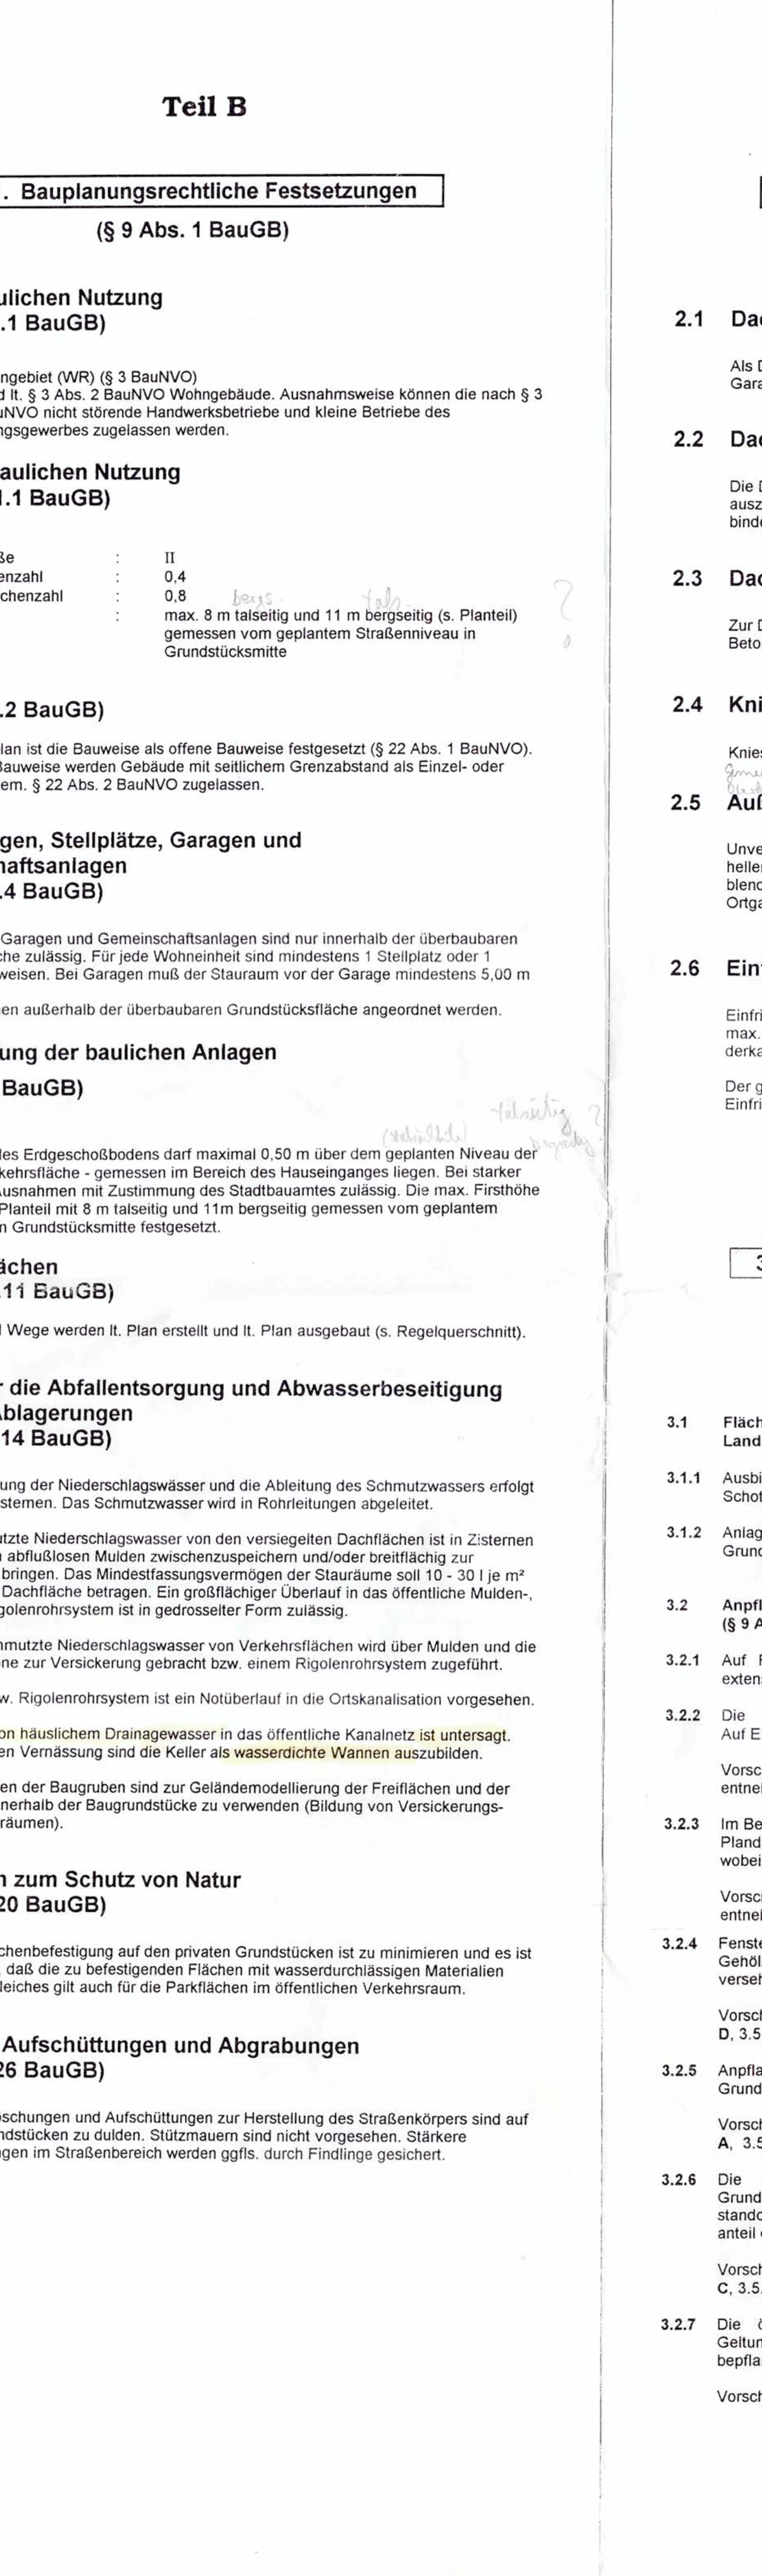 Teil B
. Bauplanungsrechtliche Festsetzungen
(§ 9 Abs. 1 BauGB)
ulichen Nutzung
.1 BauGB)
ngebiet (WR) (§ 3 BauNVO)
d lt. § 3 Abs. 2 BauNVO Wohngebäude. Ausnahmsweise können die nach § 3
uNVO nicht störende Handwerksbetriebe und kleine Betriebe des
ngsgewerbes zugelassen werden.
aulichen Nutzung
.1 BauGB)
ße : II
enzahl : 0,4
chenzahl : 0,8
bergs. tals. ?
: max. 8 m talseitig und 11 m bergseitig (s. Planteil)
gemessen vom geplantem Straßenniveau in
Grundstücksmitte
.2 BauGB)
lan ist die Bauweise als offene Bauweise festgesetzt (§ 22 Abs. 1 BauNVO).
Bauweise werden Gebäude mit seitlichem Grenzabstand als Einzel- oder
em. § 22 Abs. 2 BauNVO zugelassen.
gen, Stellplätze, Garagen und
haftsanlagen
.4 BauGB)
Garagen und Gemeinschaftsanlagen sind nur innerhalb der überbaubaren
che zulässig. Für jede Wohneinheit sind mindestens 1 Stellplatz oder 1
weisen. Bei Garagen muß der Stauraum vor der Garage mindestens 5,00 m
en außerhalb der überbaubaren Grundstücksfläche angeordnet werden.
ung der baulichen Anlagen
BauGB)
talseitig ?
les Erdgeschoßbodens darf maximal 0,50 m über dem geplanten Niveau der
kehrsfläche - gemessen im Bereich des Hauseinganges liegen. Bei starker
Ausnahmen mit Zustimmung des Stadtbauamtes zulässig. Die max. Firsthöhe
Planteil mit 8 m talseitig und 11m bergseitig gemessen vom geplantem
n Grundstücksmitte festgesetzt.
ächen
.11 BauGB)
d Wege werden lt. Plan erstellt und lt. Plan ausgebaut (s. Regelquerschnitt).
r die Abfallentsorgung und Abwasserbeseitigung
Ablagerungen
14 BauGB)
ung der Niederschlagswässer und die Ableitung des Schmutzwassers erfolgt
stemen. Das Schmutzwasser wird in Rohrleitungen abgeleitet.
utzte Niederschlagswasser von den versiegelten Dachflächen ist in Zisternen
n abflußlosen Mulden zwischenzuspeichern und/oder breitflächig zur
bringen. Das Mindestfassungsvermögen der Stauräume soll 10 - 30 l je m²
Dachfläche betragen. Ein großflächiger Überlauf in das öffentliche Mulden-,
golenrohrsystem ist in gedrosselter Form zulässig.
hmutzte Niederschlagswasser von Verkehrsflächen wird über Mulden und die
ne zur Versickerung gebracht bzw. einem Rigolenrohrsystem zugeführt.
w. Rigolenrohrsystem ist ein Notüberlauf in die Ortskanalisation vorgesehen.
on häuslichem Drainagewasser in das öffentliche Kanalnetz ist untersagt.
en Vernässung sind die Keller als wasserdichte Wannen auszubilden.
en der Baugruben sind zur Geländemodellierung der Freiflächen und der
nerhalb der Baugrundstücke zu verwenden (Bildung von Versickerungs-
räumen).
n zum Schutz von Natur
20 BauGB)
chenbefestigung auf den privaten Grundstücken ist zu minimieren und es ist
, daß die zu befestigenden Flächen mit wasserdurchlässigen Materialien
leiches gilt auch für die Parkflächen im öffentlichen Verkehrsraum.
Aufschüttungen und Abgrabungen
26 BauGB)
öschungen und Aufschüttungen zur Herstellung des Straßenkörpers sind auf
ndstücken zu dulden. Stützmauern sind nicht vorgesehen. Stärkere
gen im Straßenbereich werden ggfls. durch Findlinge gesichert.
2.1 Dac
Als D
Gara
2.2 Dac
Die D
ausz
binde
2.3 Dac
Zur D
Beto
2.4 Kni
Knies
2.5 Auß
Unve
heller
blend
Ortga
2.6 Einf
Einfri
max.
derka
Der g
Einfri
3
3.1 Fläch
Land
3.1.1 Ausbi
Schot
3.1.2 Anlag
Grund
3.2 Anpfl
(§ 9 A
3.2.1 Auf F
extens
3.2.2 Die
Auf E
Vorsc
entnel
3.2.3 Im Be
Pland
wobei
Vorscl
entnel
3.2.4 Fenste
Gehöl
verseh
Vorsch
D, 3.5
3.2.5 Anpfla
Grund
Vorsch
A, 3.5
3.2.6 Die
Grund
stando
anteil
Vorsch
C, 3.5.
3.2.7 Die ö
Geltun
bepfla
Vorsch